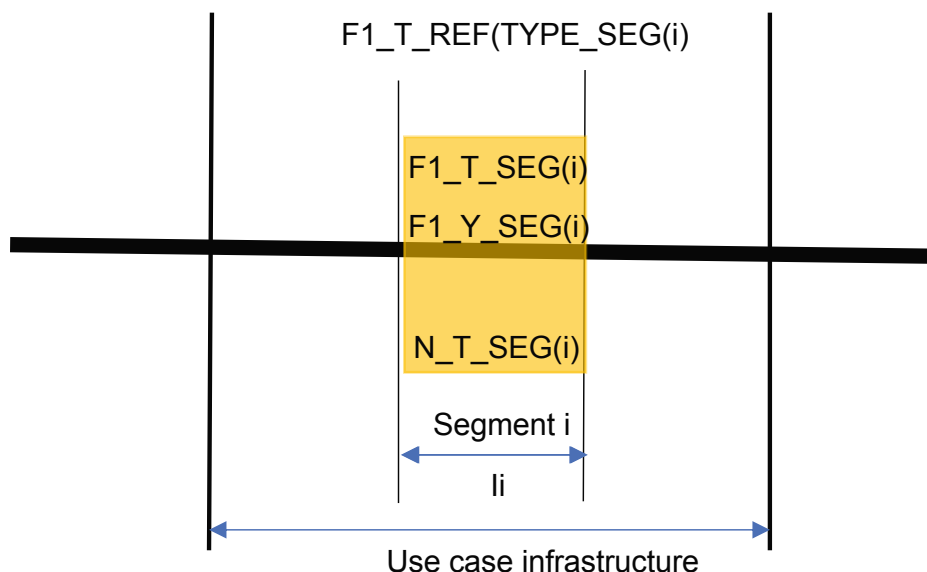 F1_T_REF(TYPE_SEG(i)
F1_T_SEG(i)
F1_Y_SEG(i)
N_T_SEG(i)
Segment i
li
Use case infrastructure